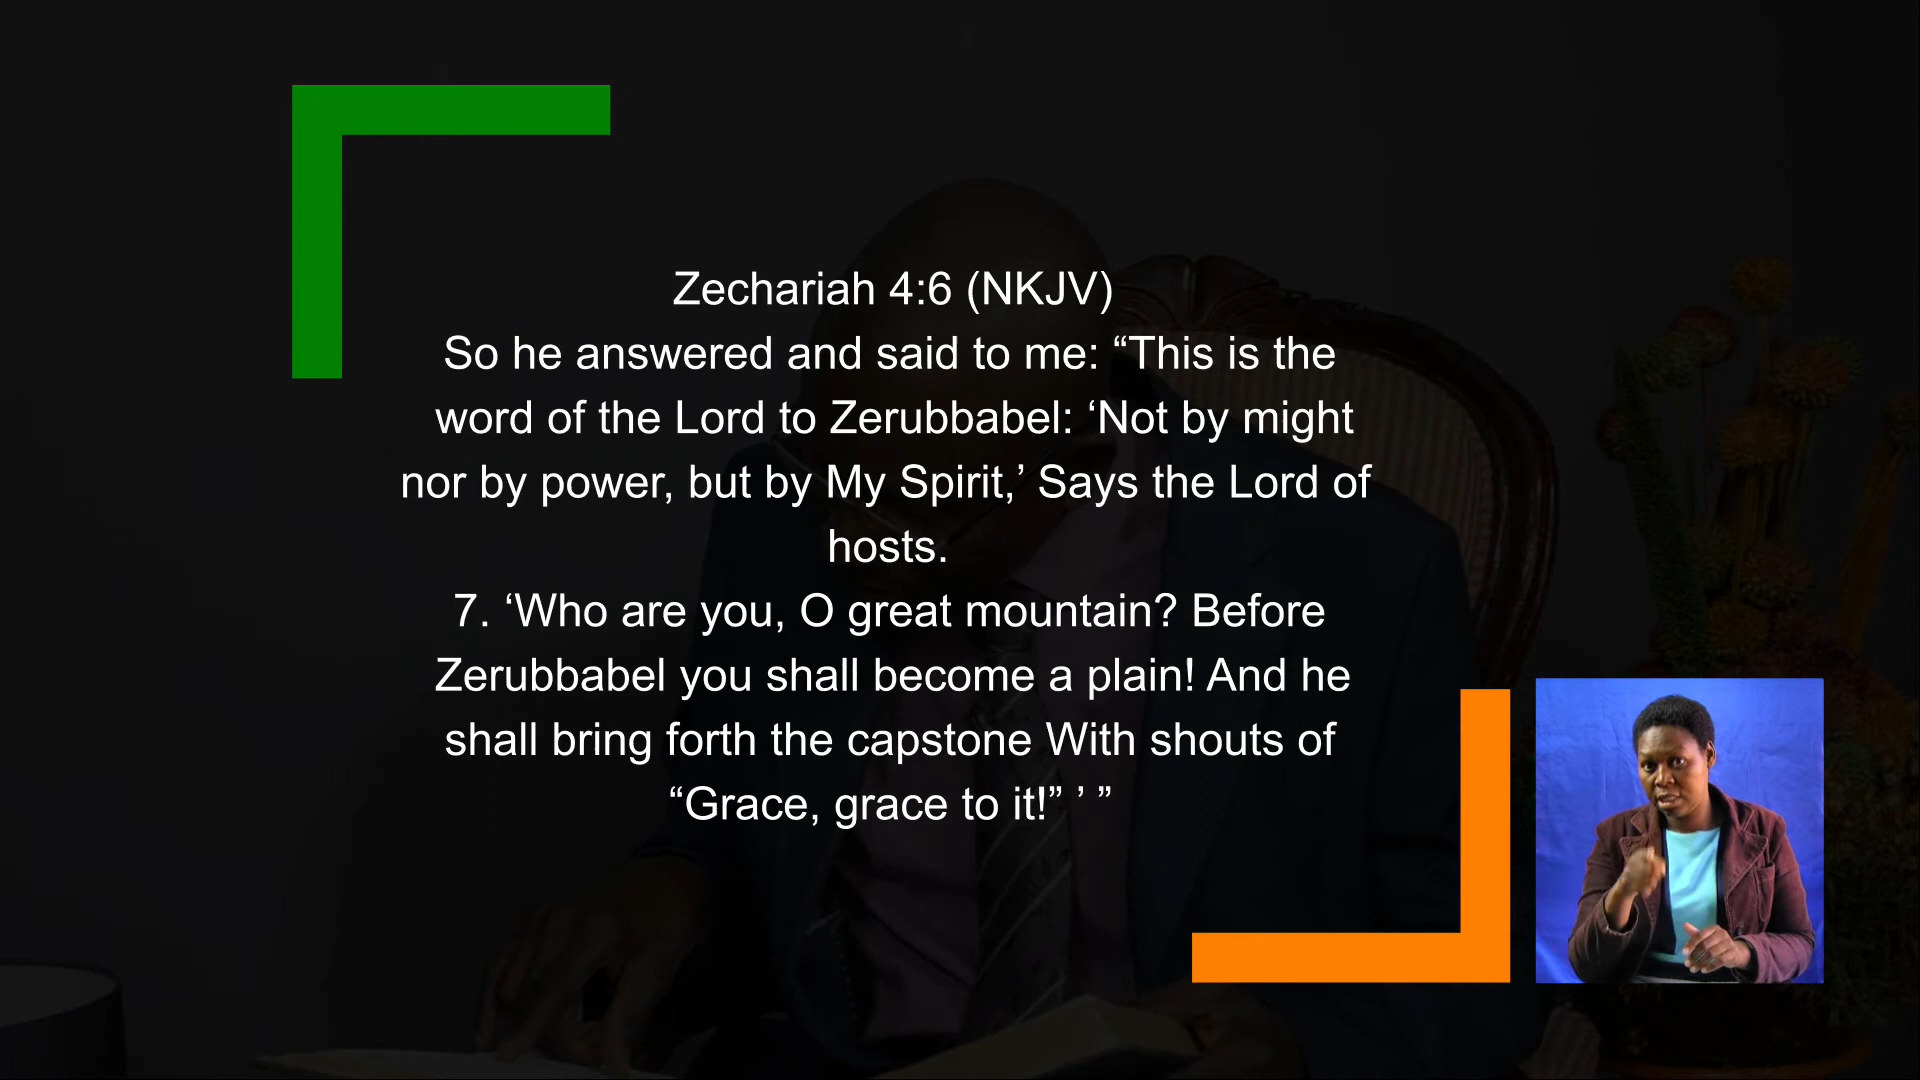 Zechariah 4:6 (NKJV)
So he answered and said to me: “This is the
word of the Lord to Zerubbabel: ‘Not by might
nor by power, but by My Spirit,’ Says the Lord of
hosts.
7. ‘Who are you, O great mountain? Before
Zerubbabel you shall become a plain! And he
shall bring forth the capstone With shouts of
“Grace, grace to it!” ’ ”